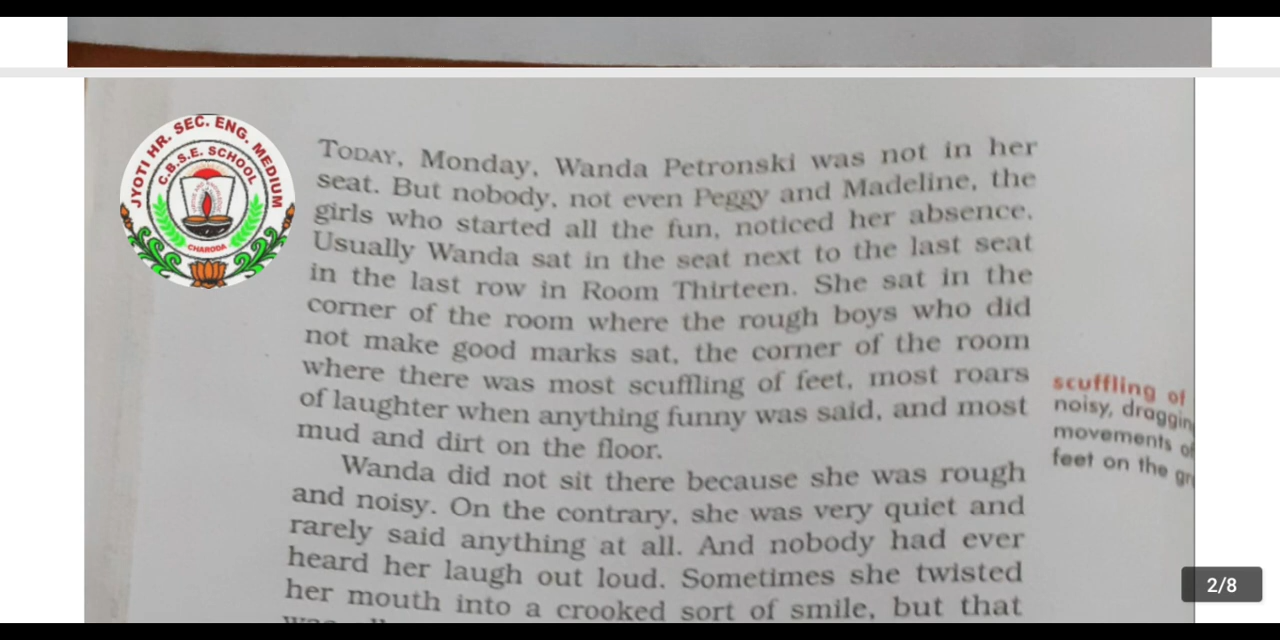 JYOTI HR. SEC. ENG. MEDIUM
C.B.S.E. SCHOOL
CHARODA
TODAY, Monday, Wanda Petronski was not in her
seat. But nobody, not even Peggy and Madeline, the
girls who started all the fun, noticed her absence.
Usually Wanda sat in the seat next to the last seat
in the last row in Room Thirteen. She sat in the
corner of the room where the rough boys who did
not make good marks sat, the corner of the room
where there was most scuffling of feet, most roars
of laughter when anything funny was said, and most
mud and dirt on the floor.
Wanda did not sit there because she was rough
and noisy. On the contrary, she was very quiet and
rarely said anything at all. And nobody had ever
heard her laugh out loud. Sometimes she twisted
her mouth into a crooked sort of smile, but that
scuffling of
noisy, draggin
movements of
feet on the gr
2/8